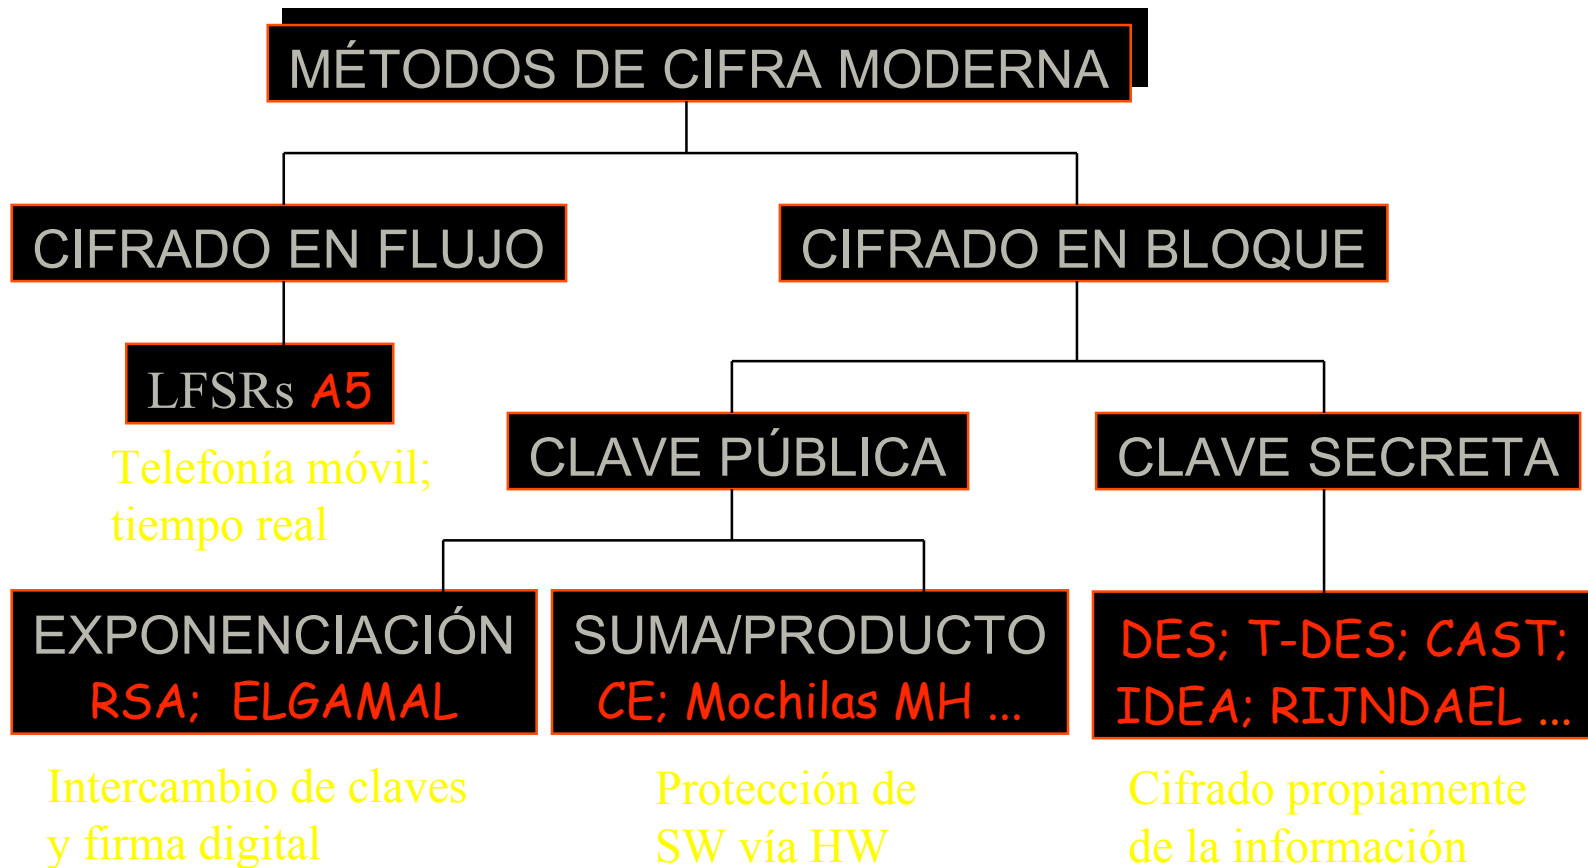 MÉTODOS DE CIFRA MODERNA
CIFRADO EN FLUJO
CIFRADO EN BLOQUE
LFSRs A5
Telefonía móvil;
tiempo real
CLAVE PÚBLICA
CLAVE SECRETA
EXPONENCIACIÓN
RSA; ELGAMAL
SUMA/PRODUCTO
CE; Mochilas MH ...
DES; T-DES; CAST;
IDEA; RIJNDAEL ...
Intercambio de claves
y firma digital
Protección de
SW vía HW
Cifrado propiamente
de la información